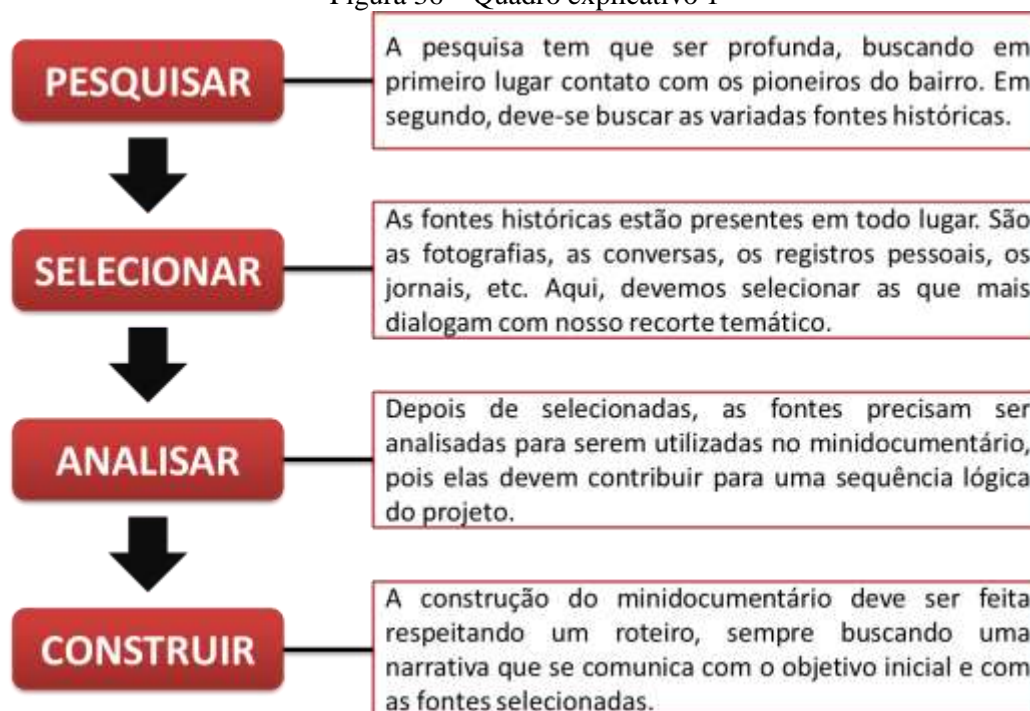 Figura 36 – Quadro explicativo 1
PESQUISAR
A pesquisa tem que ser profunda, buscando em
primeiro lugar contato com os pioneiros do bairro. Em
segundo, deve-se buscar as variadas fontes históricas.
SELECIONAR
As fontes históricas estão presentes em todo lugar. São
as fotografias, as conversas, os registros pessoais, os
jornais, etc. Aqui, devemos selecionar as que mais
dialogam com nosso recorte temático.
ANALISAR
Depois de selecionadas, as fontes precisam ser
analisadas para serem utilizadas no minidocumentário,
pois elas devem contribuir para uma sequência lógica
do projeto.
CONSTRUIR
A construção do minidocumentário deve ser feita
respeitando um roteiro, sempre buscando uma
narrativa que se comunica com o objetivo inicial e com
as fontes selecionadas.